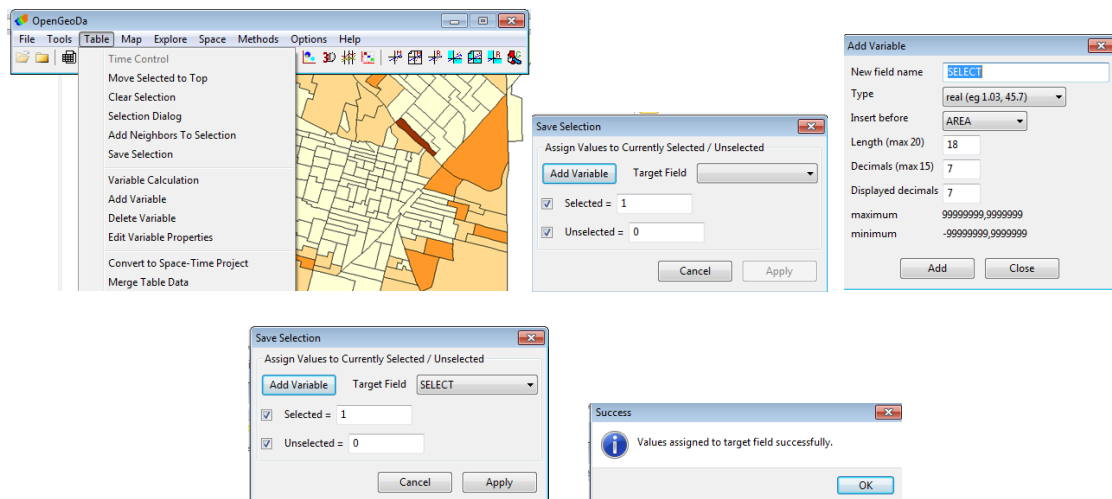 OpenGeoDa
File Tools Table Map Explore Space Methods Options Help
Time Control
Move Selected to Top
Clear Selection
Selection Dialog
Add Neighbors To Selection
Save Selection
Variable Calculation
Add Variable
Delete Variable
Edit Variable Properties
Convert to Space-Time Project
Merge Table Data
3D
Save Selection
Assign Values to Currently Selected / Unselected
Add Variable Target Field
Selected = 1
Unselected = 0
Cancel Apply
Add Variable
New field name SELECT
Type real (eg 1.03, 45.7)
Insert before AREA
Length (max 20) 18
Decimals (max 15) 7
Displayed decimals 7
maximum 99999999,9999999
minimum -99999999,9999999
Add Close
Save Selection
Assign Values to Currently Selected / Unselected
Add Variable Target Field SELECT
Selected = 1
Unselected = 0
Cancel Apply
Success
Values assigned to target field successfully.
OK